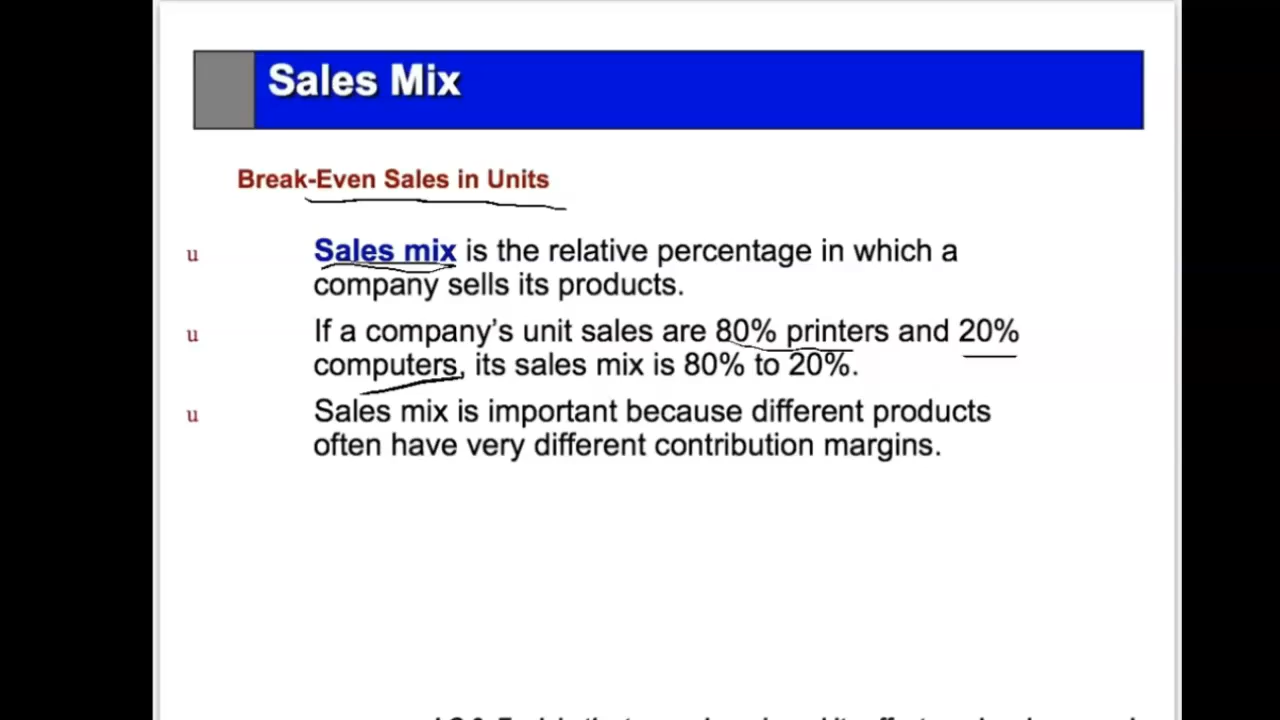 Sales Mix
Break-Even Sales in Units
u Sales mix is the relative percentage in which a
company sells its products.
u If a company's unit sales are 80% printers and 20%
computers, its sales mix is 80% to 20%.
u Sales mix is important because different products
often have very different contribution margins.